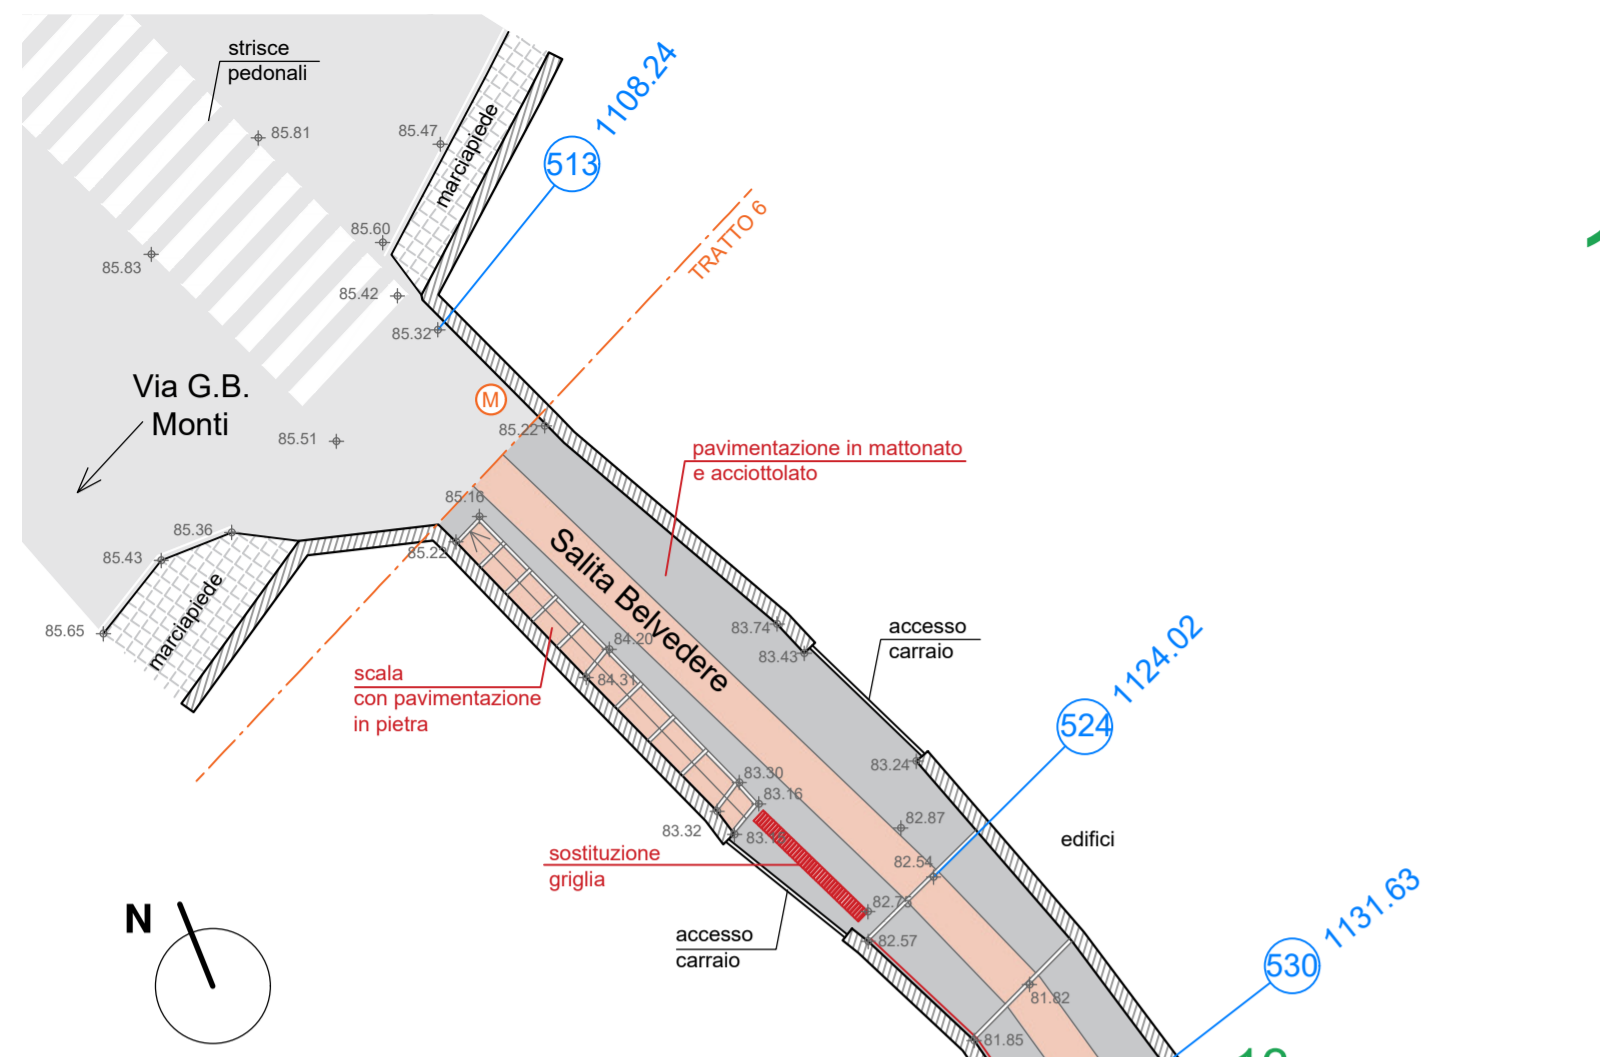 strisce
pedonali
85.81
85.47
marciapiede
513
1108.24
85.60
85.83
85.42
85.32
TRATTO 6
Via G.B.
Monti
M
85.22
85.51
pavimentazione in mattonato
e acciottolato
85.16
85.36
85.43
85.22
Salita Belvedere
marciapiede
85.65
83.74
83.43
accesso
carraio
84.20
84.31
scala
con pavimentazione
in pietra
524
1124.02
83.24
83.30
83.16
82.87
83.32
edifici
sostituzione
griglia
82.54
530
1131.63
N
accesso
carraio
82.57
81.82
81.85